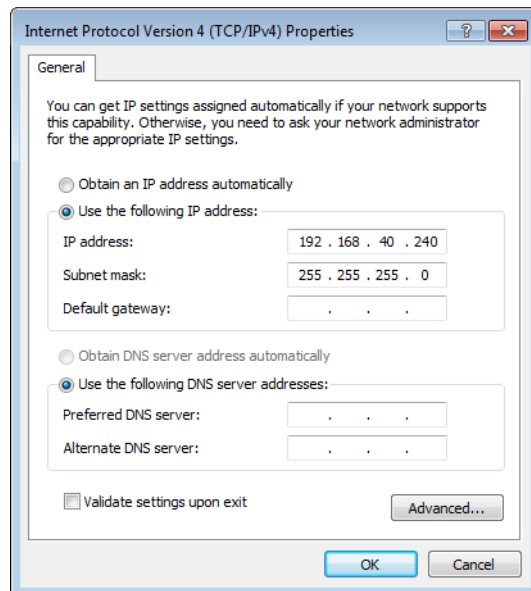 Internet Protocol Version 4 (TCP/IPv4) Properties
General
You can get IP settings assigned automatically if your network supports
this capability. Otherwise, you need to ask your network administrator
for the appropriate IP settings.
Obtain an IP address automatically
Use the following IP address:
IP address: 192 . 168 . 40 . 240
Subnet mask: 255 . 255 . 255 . 0
Default gateway: . . .
Obtain DNS server address automatically
Use the following DNS server addresses:
Preferred DNS server: . . .
Alternate DNS server: . . .
Validate settings upon exit
Advanced...
OK Cancel